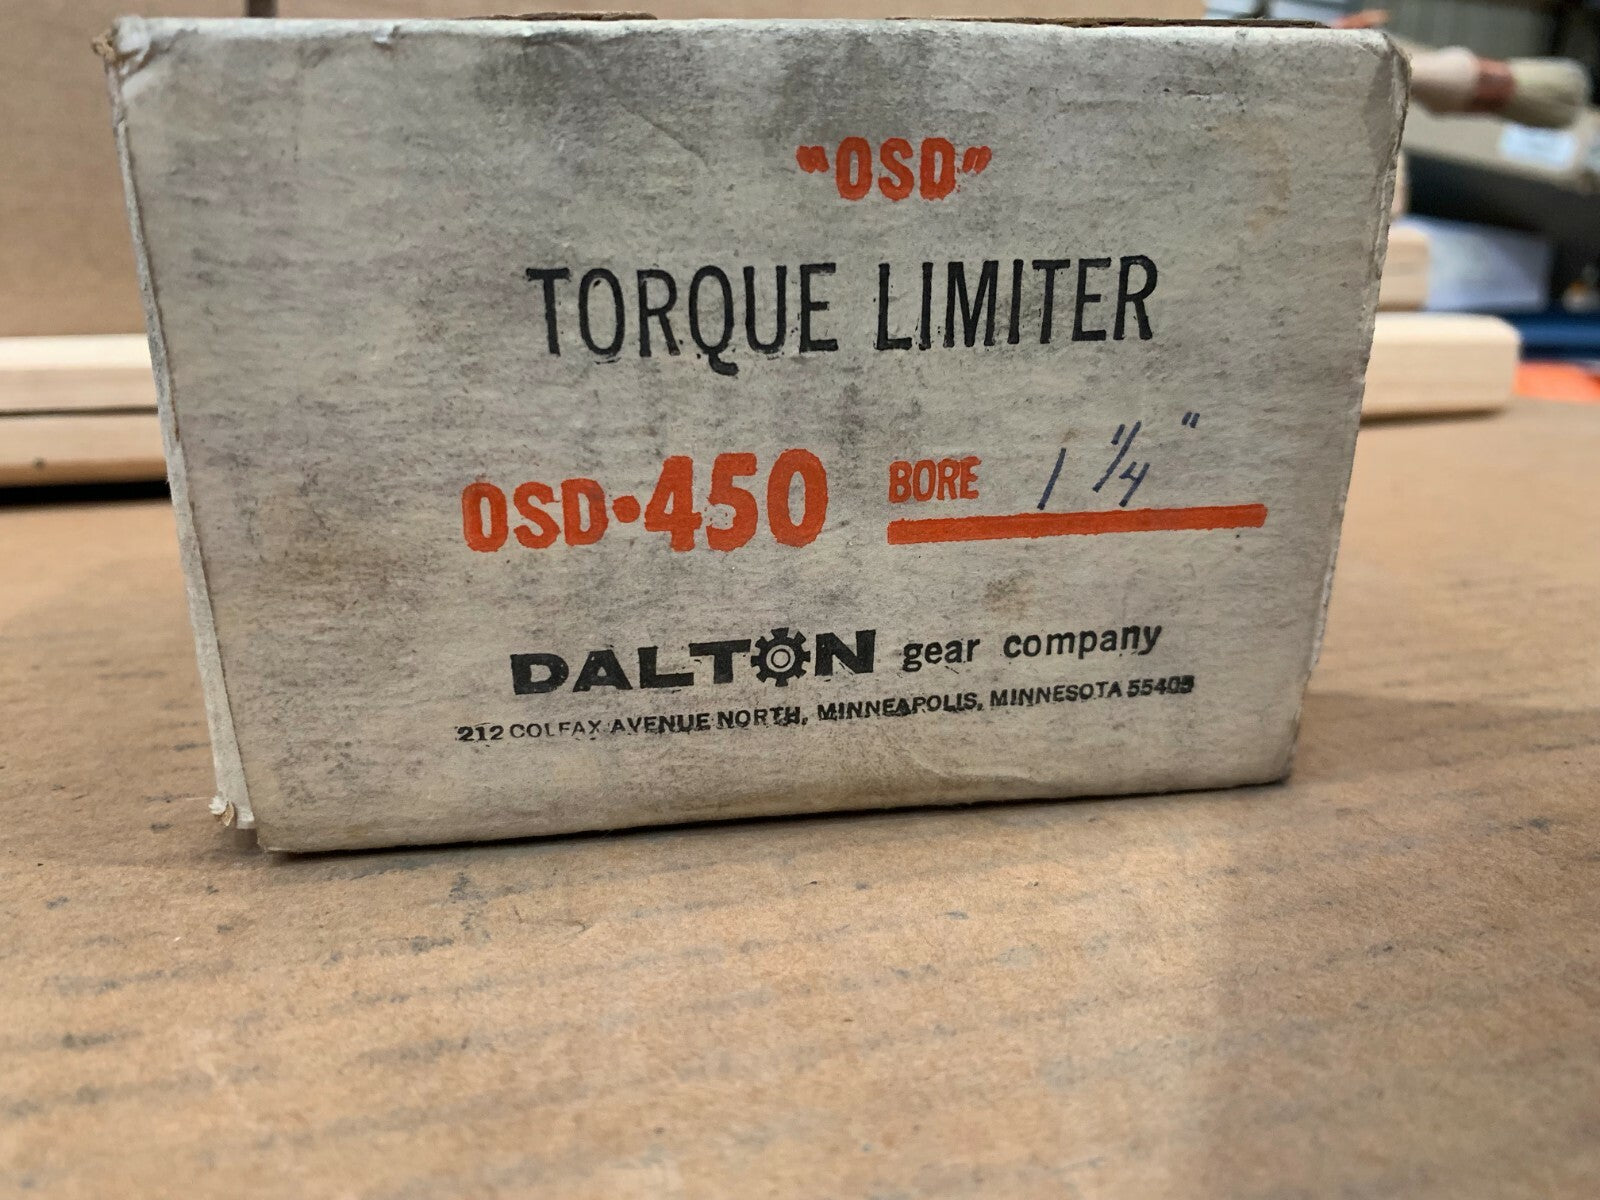 "OSD"
TORQUE LIMITER
OSD·450 BORE 1 1/4"
DALTON gear company
212 COLFAX AVENUE NORTH, MINNEAPOLIS, MINNESOTA 55405